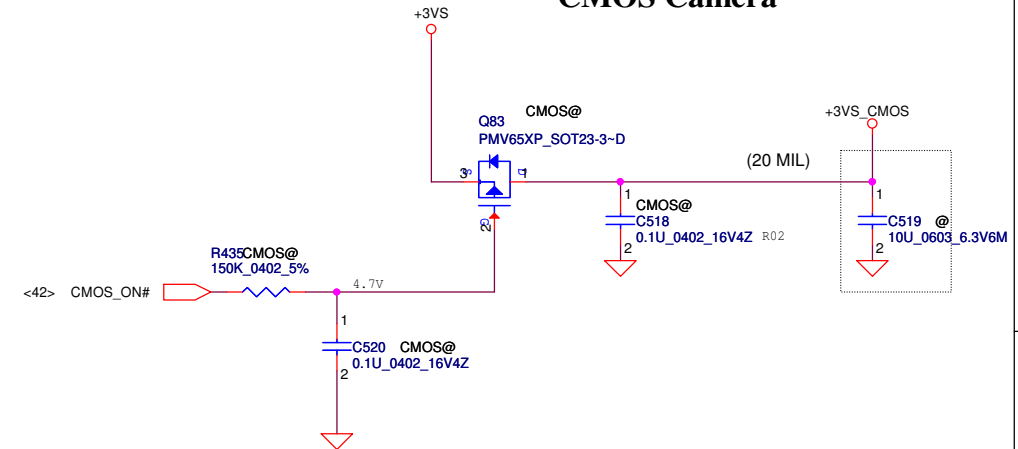 CMOS Camera
+3VS
CMOS@
Q83
PMV65XP_SOT23-3~D
+3VS_CMOS
(20 MIL)
3
S
D
1
G
2
1
CMOS@
C518
0.1U_0402_16V4Z R02
2
1
C519 @
10U_0603_6.3V6M
2
R435CMOS@
150K_0402_5%
<42> CMOS_ON#
4.7V
1
C520 CMOS@
0.1U_0402_16V4Z
2